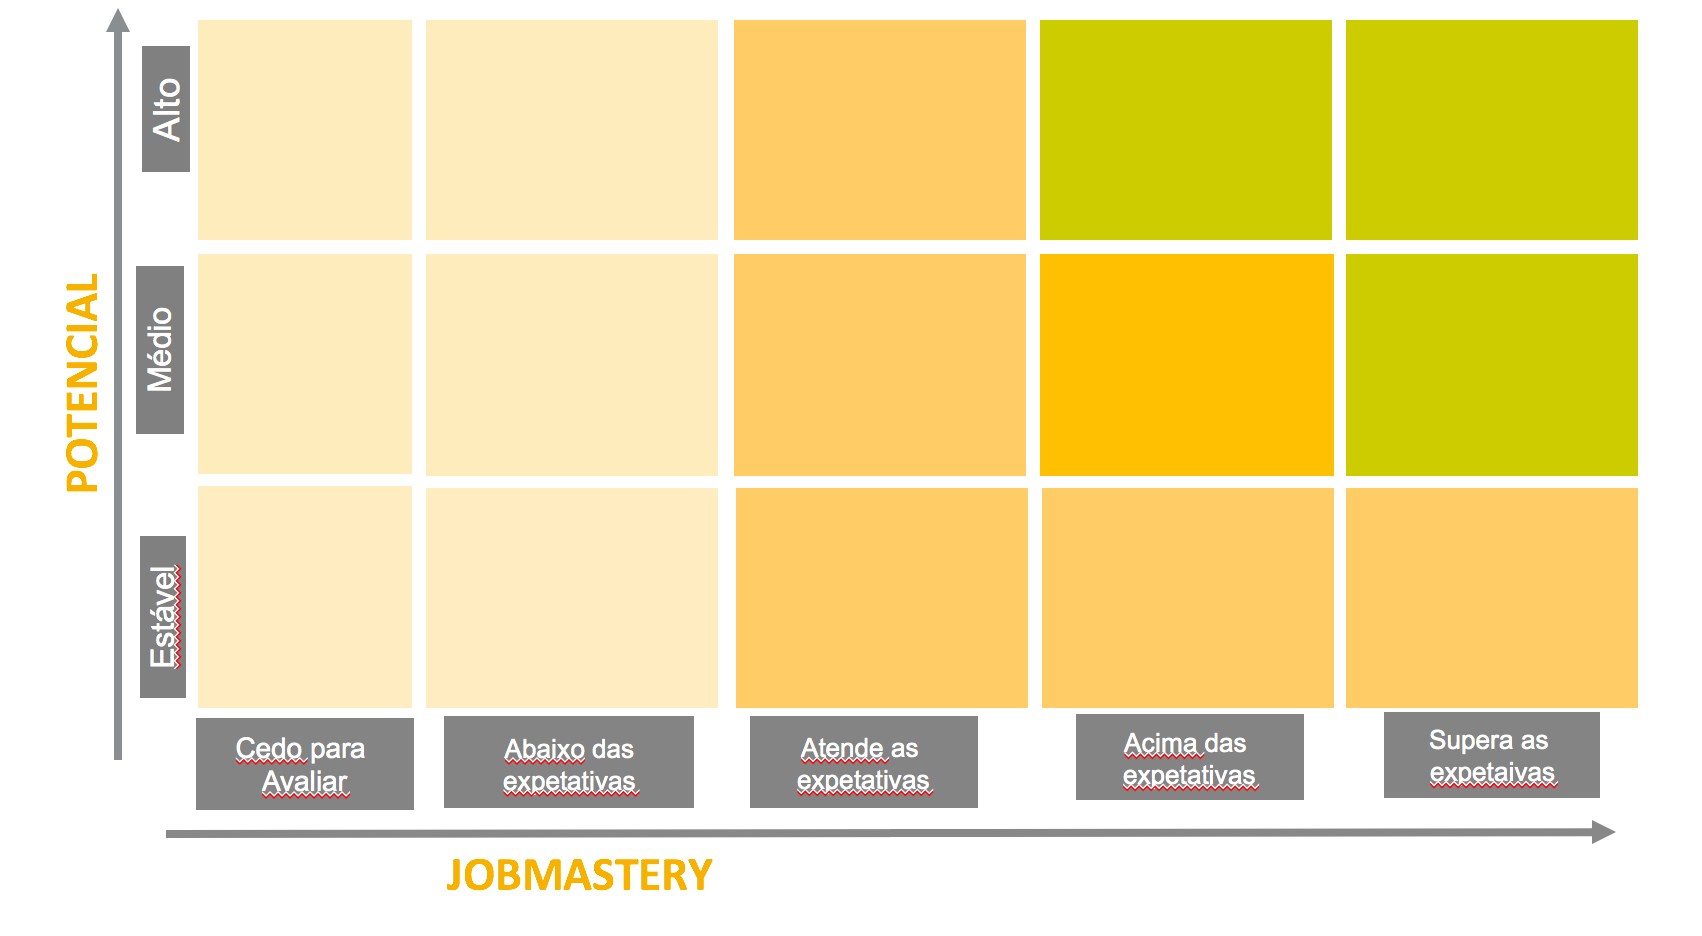 POTENCIAL
Alto
Médio
Estável
Cedo para
Avaliar
Abaixo das
expetativas
Atende as
expetativas
Acima das
expetativas
Supera as
expetaivas
JOBMASTERY